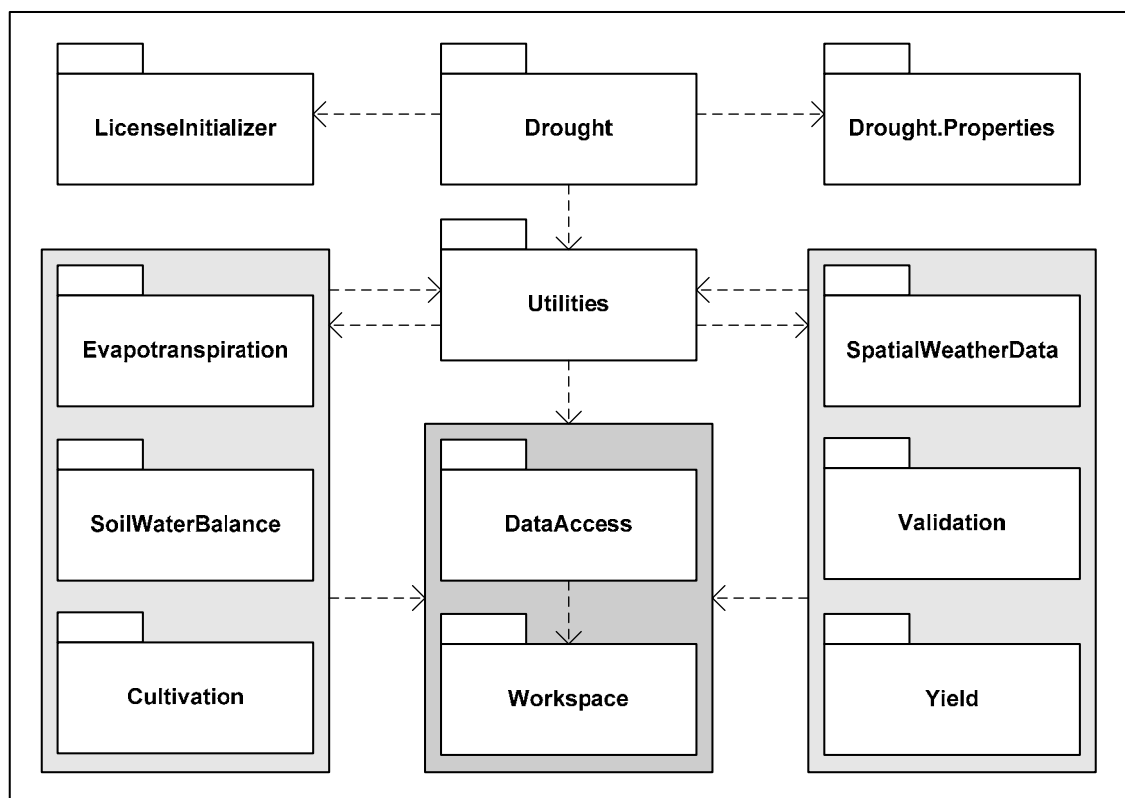 LicenseInitializer
Drought
Drought.Properties
Utilities
Evapotranspiration
SpatialWeatherData
SoilWaterBalance
DataAccess
Validation
Cultivation
Workspace
Yield